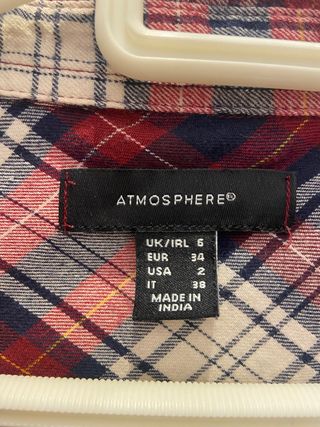 ATMOSPHERE®
UK/IRL 6
EUR 34
USA 2
IT 38
MADE IN
INDIA